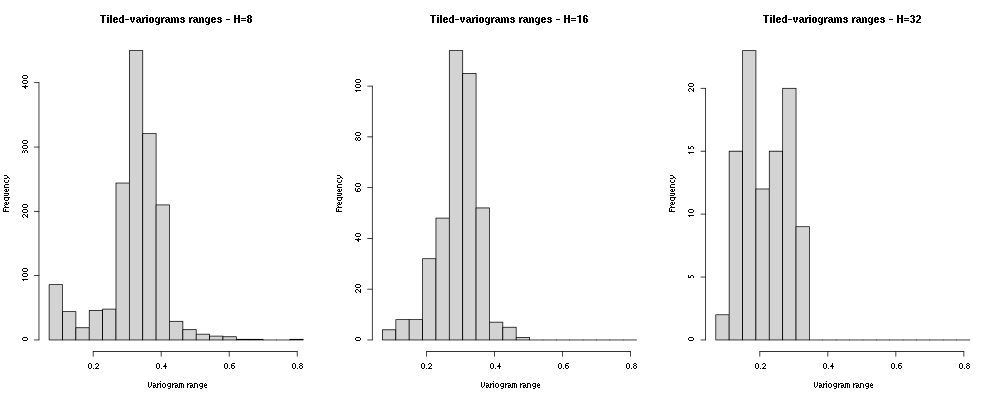 Tiled-variograms ranges - H=8
Frequency
400
300
200
100
0
0.2 0.4 0.6 0.8
Variogram range
Tiled-variograms ranges - H=16
Frequency
100
80
60
40
20
0
0.2 0.4 0.6 0.8
Variogram range
Tiled-variograms ranges - H=32
Frequency
20
15
10
5
0
0.2 0.4 0.6 0.8
Variogram range